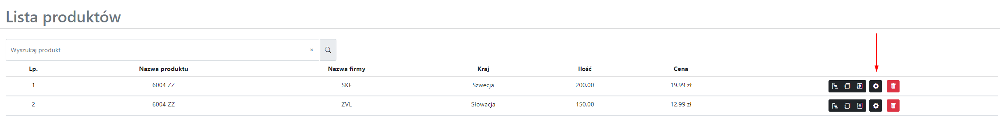 Lista produktów
Wyszukaj produkt ×
Lp. Nazwa produktu Nazwa firmy Kraj Ilość Cena
1 6004 ZZ SKF Szwecja 200.00 19.99 zł
2 6004 ZZ ZVL Słowacja 150.00 12.99 zł